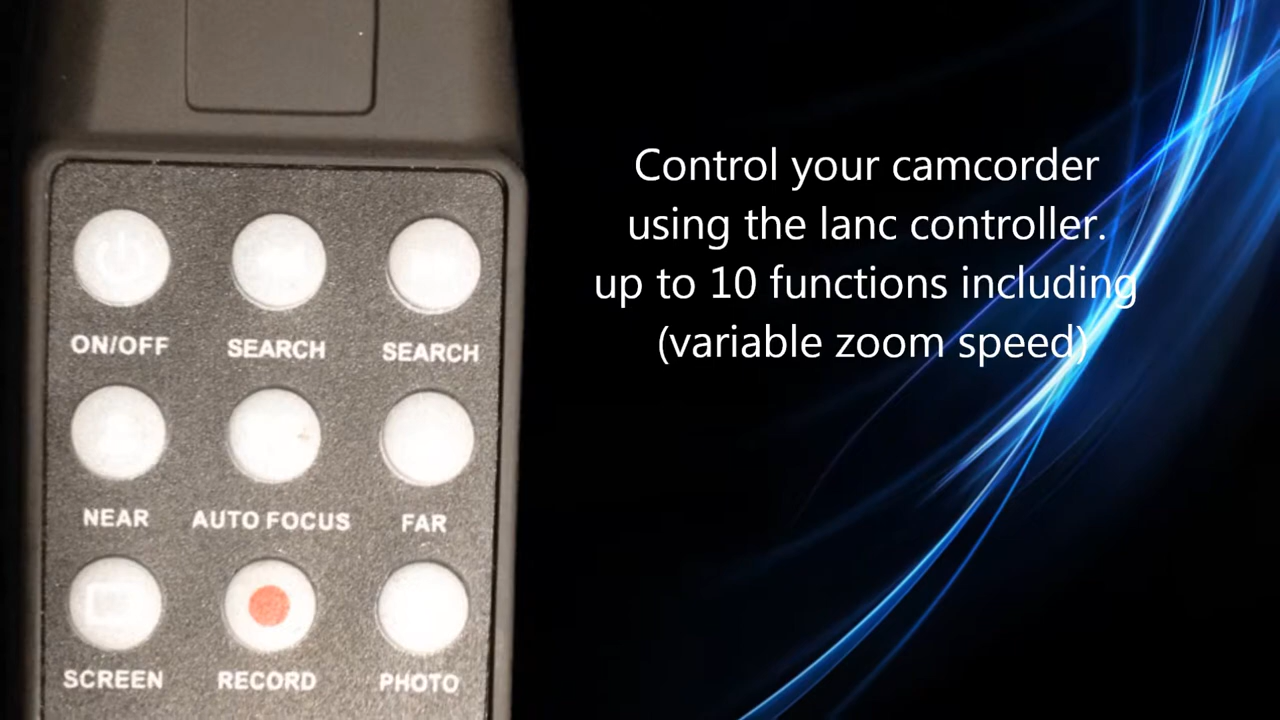 Control your camcorder
using the lanc controller.
up to 10 functions including
(variable zoom speed)
ON/OFF SEARCH SEARCH
NEAR AUTO FOCUS FAR
SCREEN RECORD PHOTO